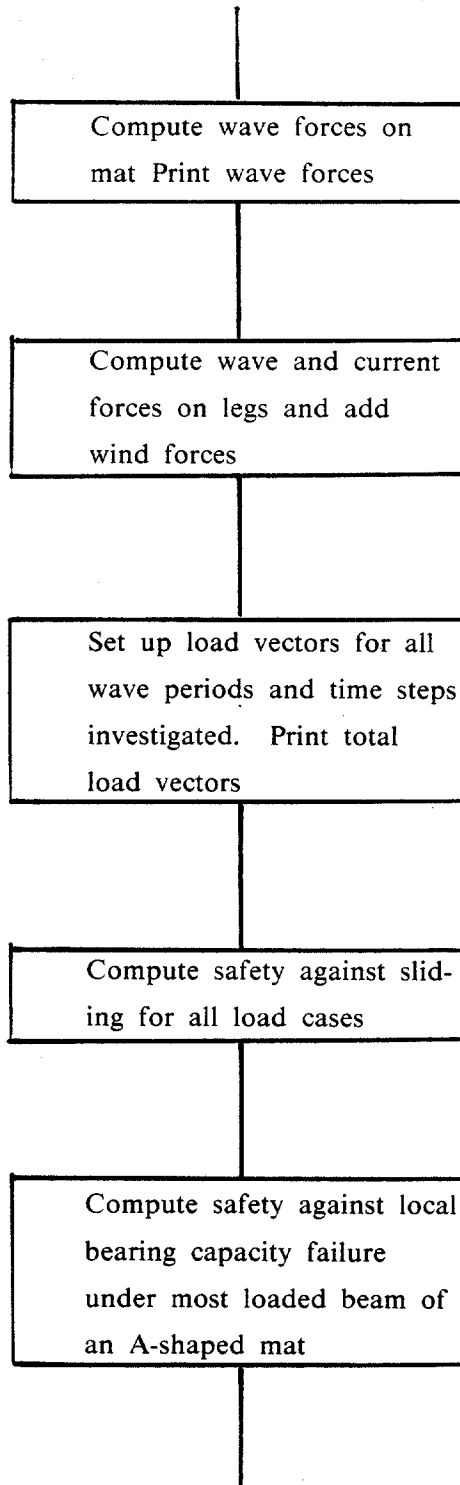 Compute wave forces on
mat Print wave forces
Compute wave and current
forces on legs and add
wind forces
Set up load vectors for all
wave periods and time steps
investigated. Print total
load vectors
Compute safety against slid-
ing for all load cases
Compute safety against local
bearing capacity failure
under most loaded beam of
an A-shaped mat